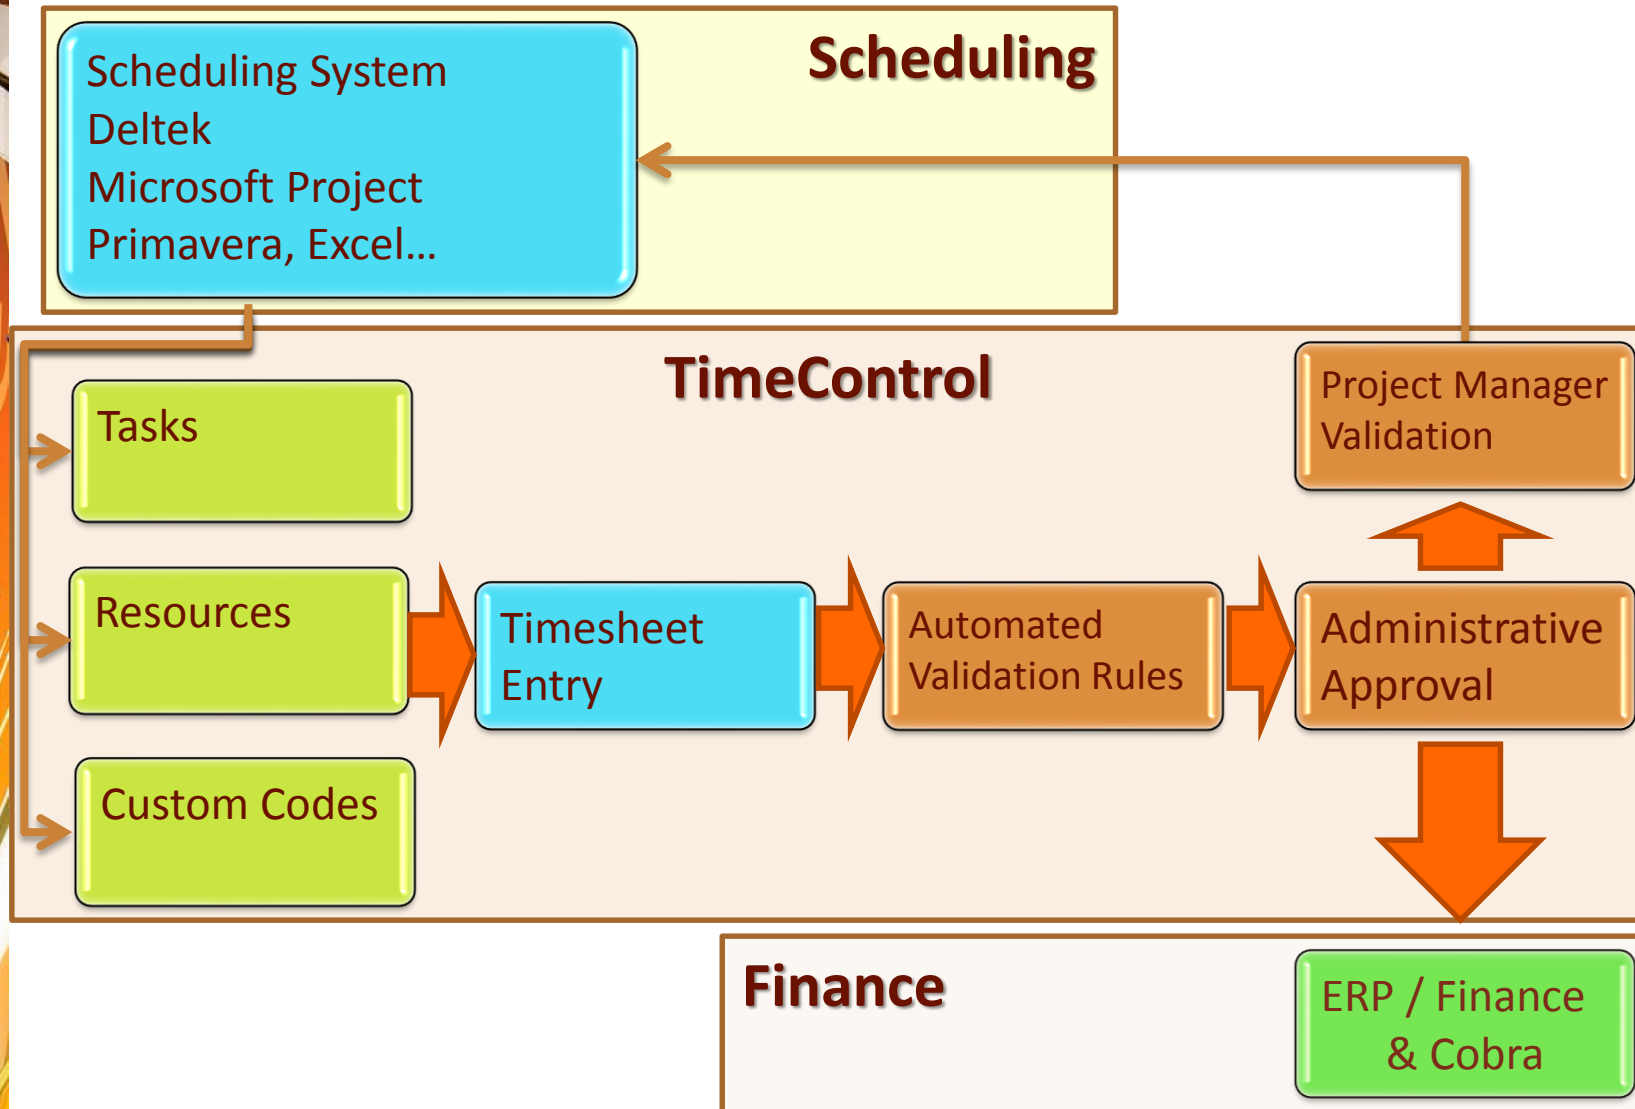 Scheduling
Scheduling System
Deltek
Microsoft Project
Primavera, Excel...
TimeControl
Project Manager
Validation
Tasks
Resources
Timesheet
Entry
Automated
Validation Rules
Administrative
Approval
Custom Codes
Finance
ERP / Finance
& Cobra